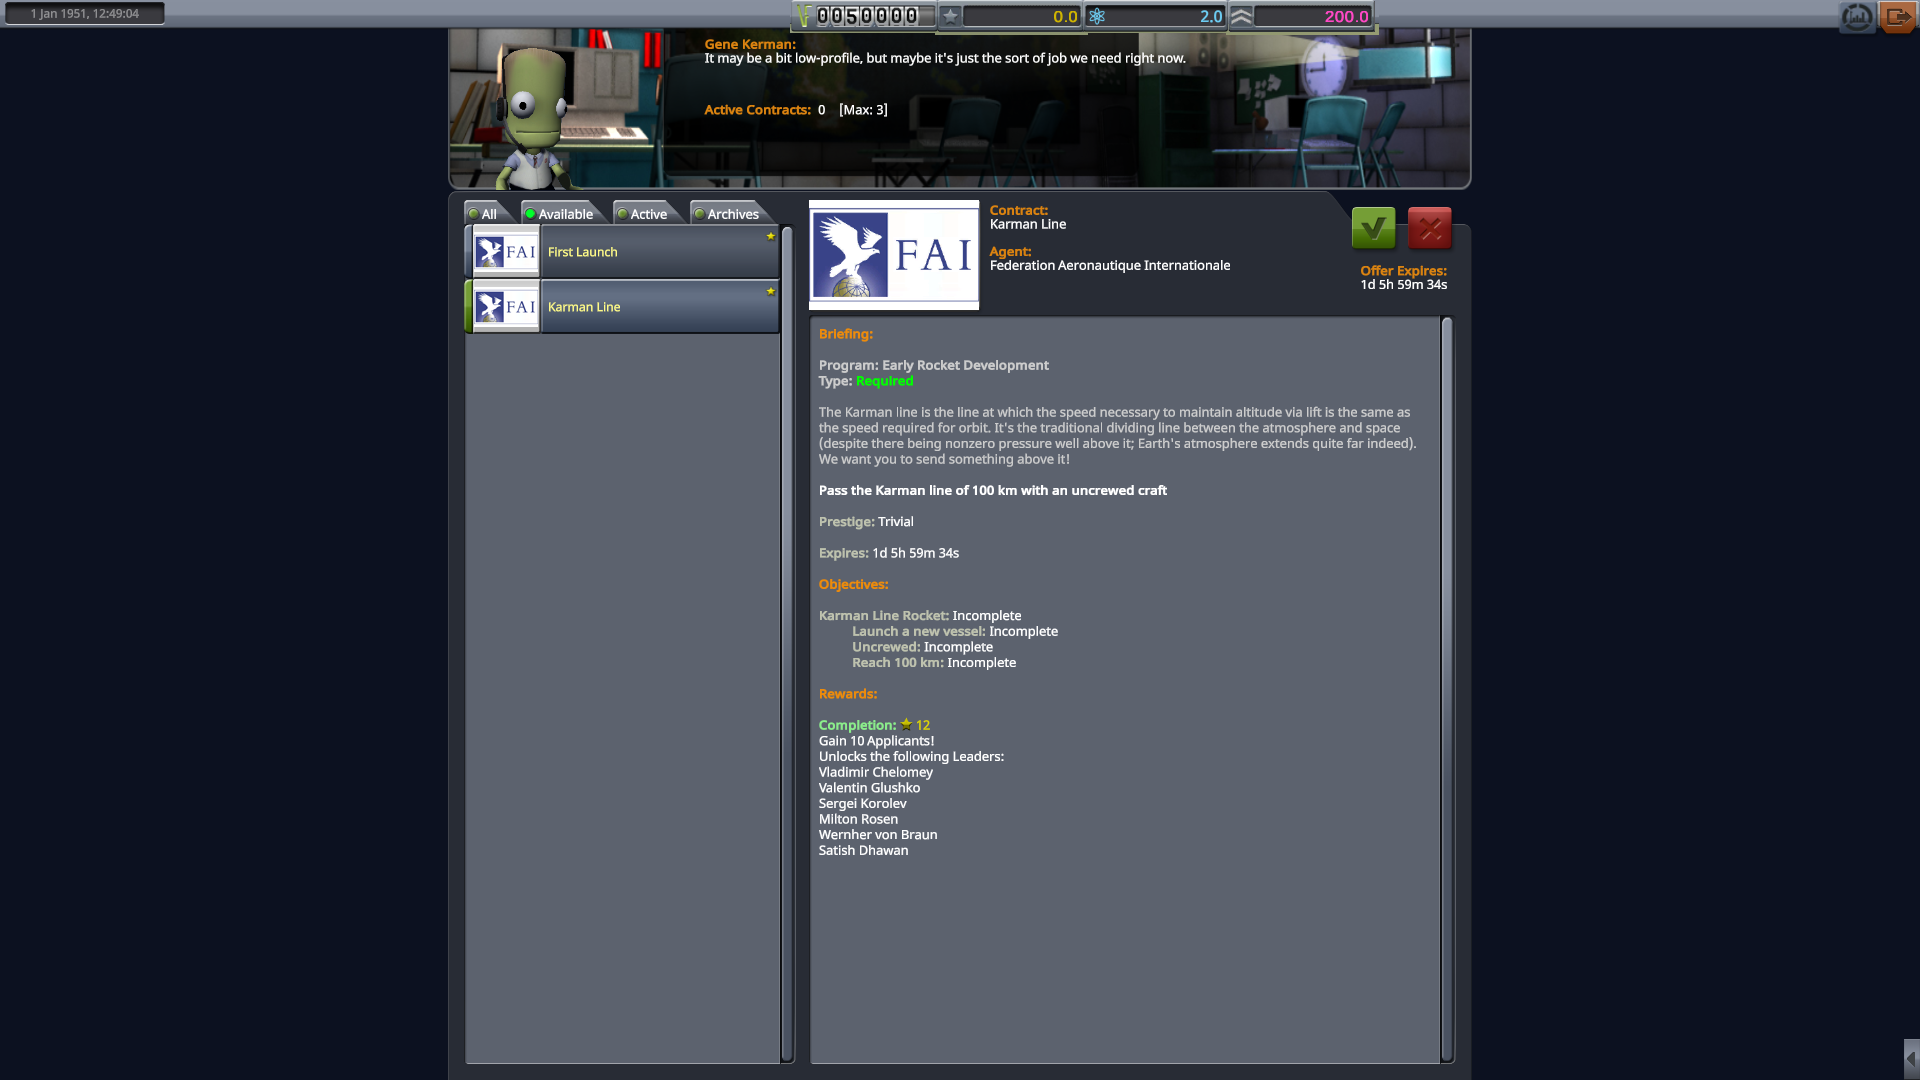 1 Jan 1951, 12:49:04
0050000
0.0
2.0
200.0
Gene Kerman:
It may be a bit low-profile, but maybe it's just the sort of job we need right now.
Active Contracts: 0 [Max: 3]
All
Available
Active
Archives
FAI
First Launch
FAI
Karman Line
FAI
Contract:
Karman Line
Agent:
Federation Aeronautique Internationale
Offer Expires:
1d 5h 59m 34s
Briefing:
Program: Early Rocket Development
Type: Required
The Karman line is the line at which the speed necessary to maintain altitude via lift is the same as
the speed required for orbit. It's the traditional dividing line between the atmosphere and space
(despite there being nonzero pressure well above it; Earth's atmosphere extends quite far indeed).
We want you to send something above it!
Pass the Karman line of 100 km with an uncrewed craft
Prestige: Trivial
Expires: 1d 5h 59m 34s
Objectives:
Karman Line Rocket: Incomplete
Launch a new vessel: Incomplete
Uncrewed: Incomplete
Reach 100 km: Incomplete
Rewards:
Completion: 12
Gain 10 Applicants!
Unlocks the following Leaders:
Vladimir Chelomey
Valentin Glushko
Sergei Korolev
Milton Rosen
Wernher von Braun
Satish Dhawan